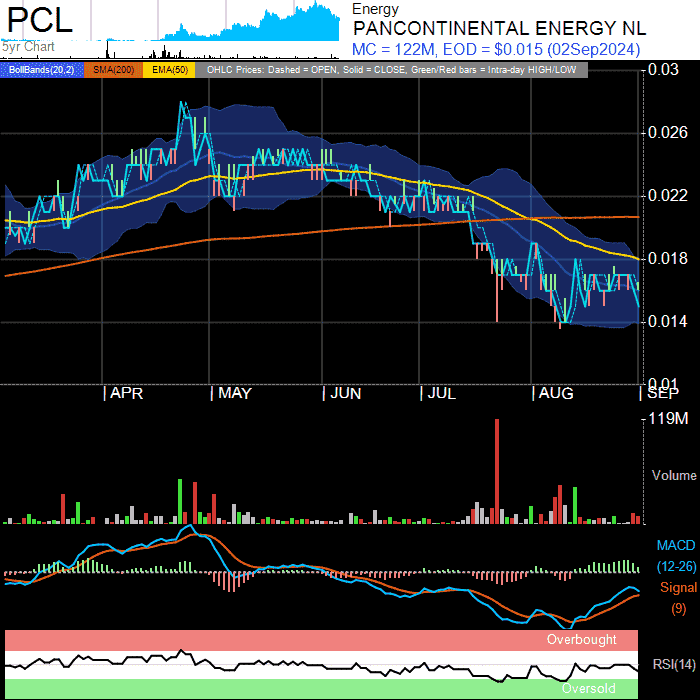 PCL
5yr Chart
Energy
PANCONTINENTAL ENERGY NL
MC = 122M, EOD = $0.015 (02Sep2024)
BollBands(20,2) SMA(200) EMA(50) OHLC Prices: Dashed = OPEN, Solid = CLOSE, Green/Red bars = Intra-day HIGH/LOW
0.03
0.026
0.022
0.018
0.014
0.01
APR MAY JUN JUL AUG SEP
119M
Volume
MACD
(12-26)
Signal
(9)
Overbought
RSI(14)
Oversold